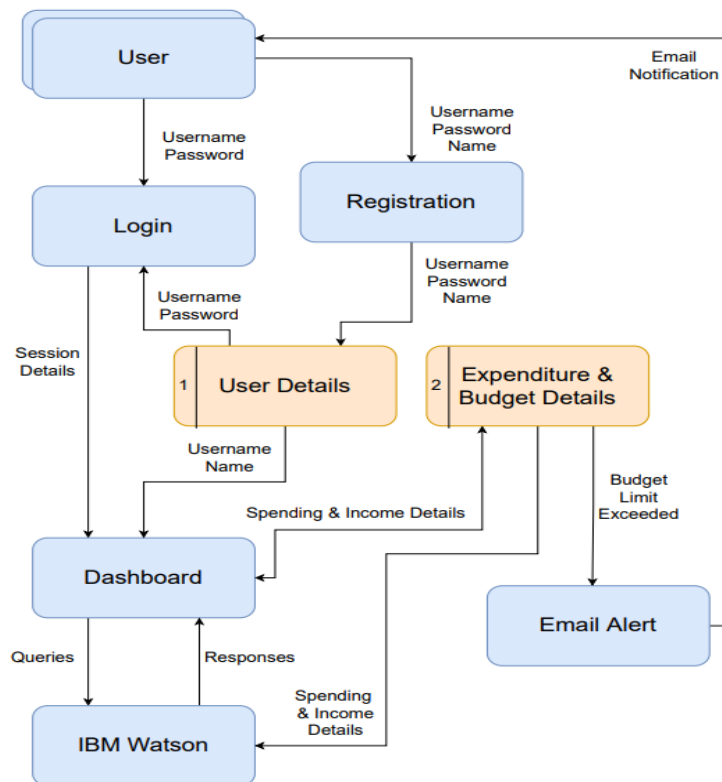 User
Email
Notification
Username
Password
Username
Password
Name
Login
Registration
Username
Password
Username
Password
Name
Session
Details
1
User Details
2
Expenditure &
Budget Details
Username
Name
Spending & Income Details
Budget
Limit
Exceeded
Dashboard
Email Alert
Queries
Responses
Spending
& Income
Details
IBM Watson